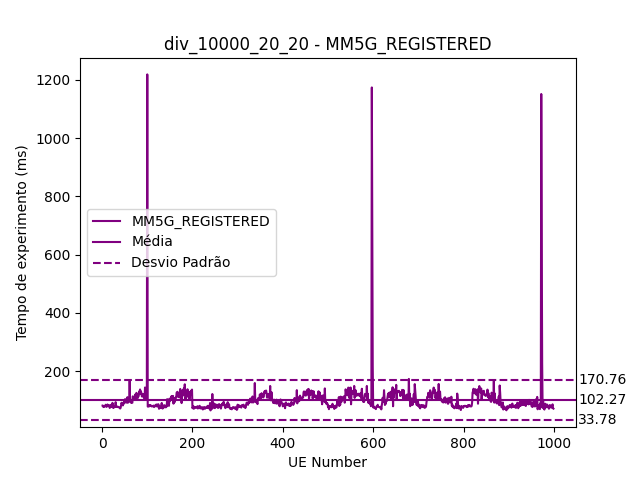 div_10000_20_20 - MM5G_REGISTERED
Tempo de experimento (ms)
1200
1000
800
600
400
200
MM5G_REGISTERED
Média
Desvio Padrão
170.76
102.27
33.78
0
200
400
600
800
1000
UE Number